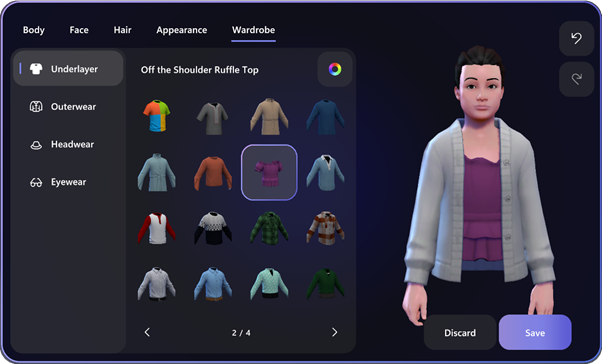 Body Face Hair Appearance Wardrobe
Underlayer
Outerwear
Headwear
Eyewear
Off the Shoulder Ruffle Top
2 / 4
Discard Save